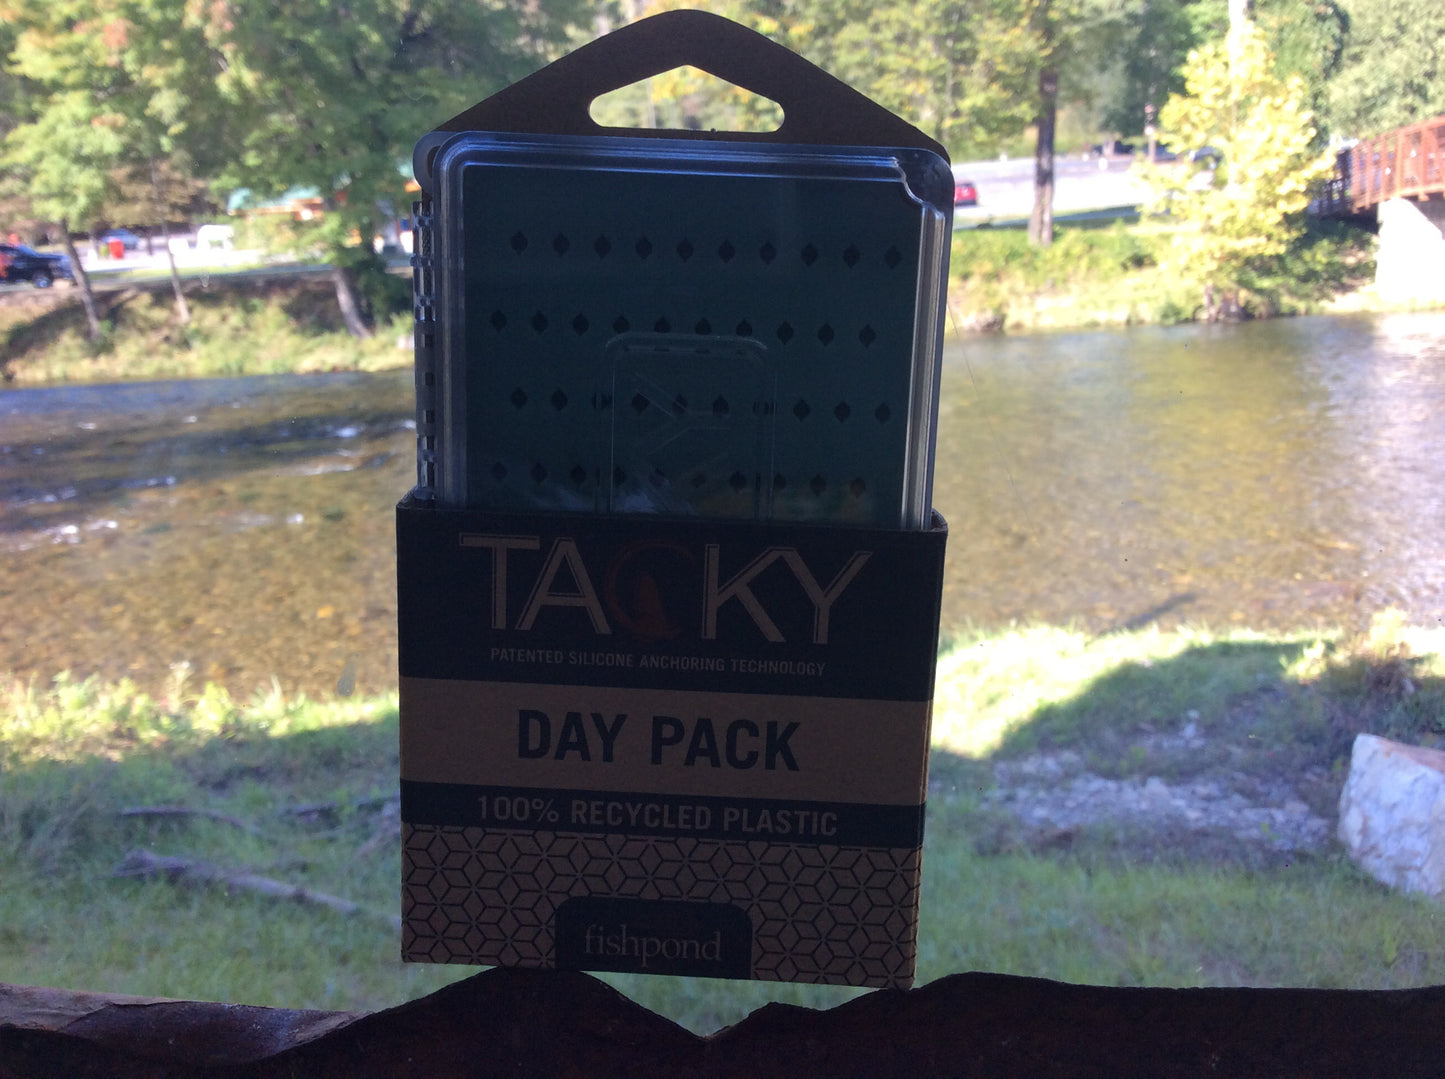 TACKY
PATENTED SILICONE ANCHORING TECHNOLOGY
DAY PACK
100% RECYCLED PLASTIC
fishpond